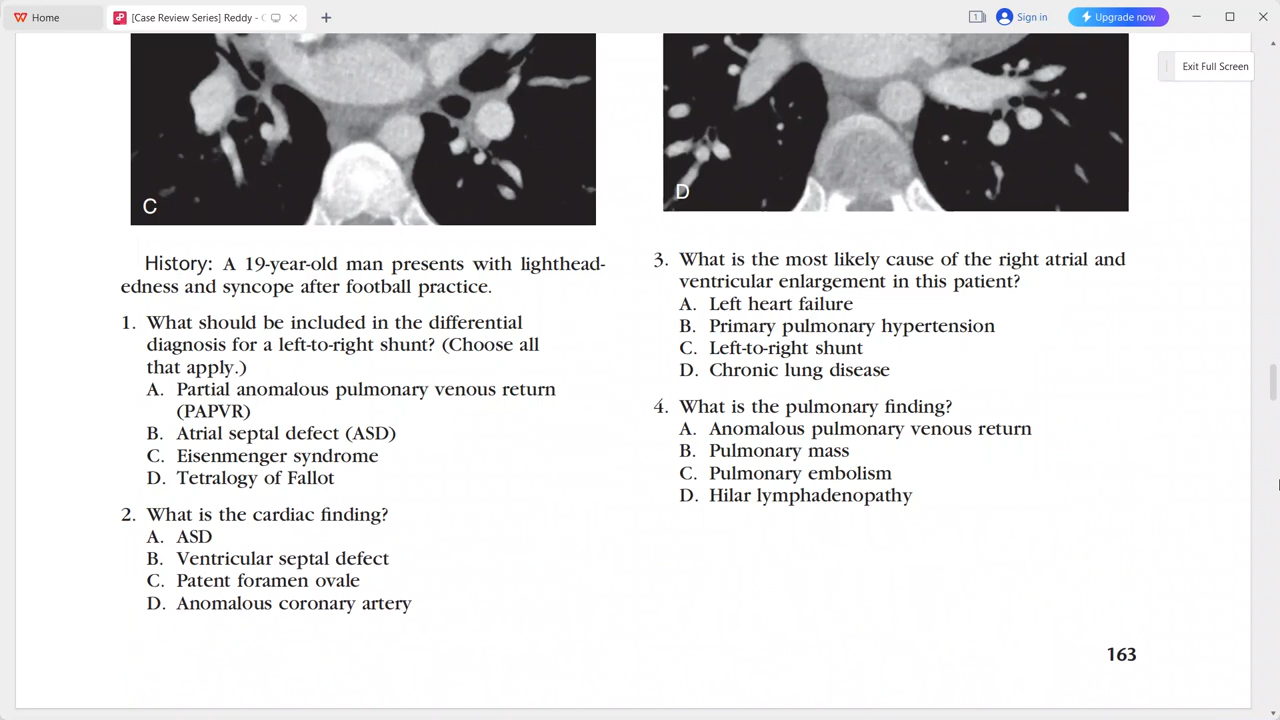 Home
[Case Review Series] Reddy - C
Sign in
Upgrade now
Exit Full Screen
C
D
History: A 19-year-old man presents with lighthead-
edness and syncope after football practice.
1. What should be included in the differential
diagnosis for a left-to-right shunt? (Choose all
that apply.)
A. Partial anomalous pulmonary venous return
(PAPVR)
B. Atrial septal defect (ASD)
C. Eisenmenger syndrome
D. Tetralogy of Fallot
2. What is the cardiac finding?
A. ASD
B. Ventricular septal defect
C. Patent foramen ovale
D. Anomalous coronary artery
3. What is the most likely cause of the right atrial and
ventricular enlargement in this patient?
A. Left heart failure
B. Primary pulmonary hypertension
C. Left-to-right shunt
D. Chronic lung disease
4. What is the pulmonary finding?
A. Anomalous pulmonary venous return
B. Pulmonary mass
C. Pulmonary embolism
D. Hilar lymphadenopathy
163